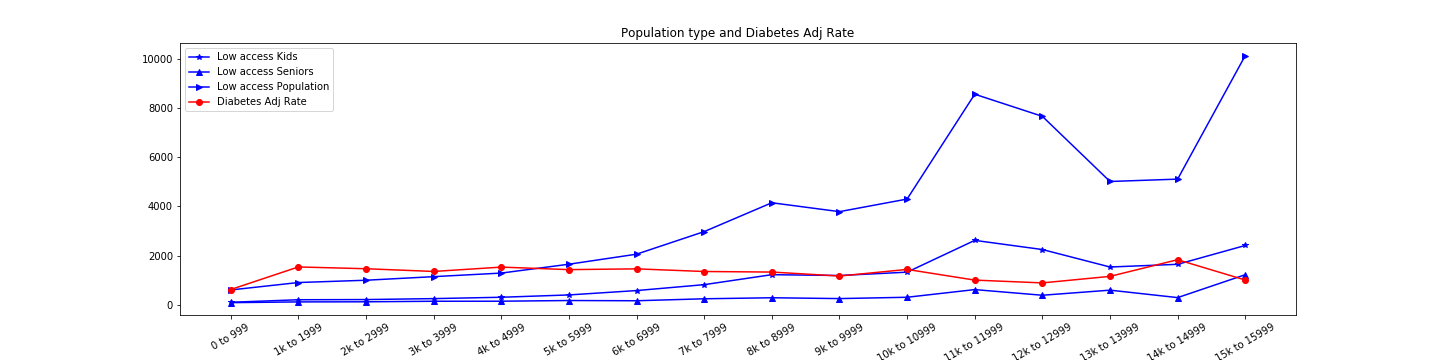 Population type and Diabetes Adj Rate
Low access Kids
Low access Seniors
Low access Population
Diabetes Adj Rate
10000
8000
6000
4000
2000
0
0 to 999
1k to 1999
2k to 2999
3k to 3999
4k to 4999
5k to 5999
6k to 6999
7k to 7999
8k to 8999
9k to 9999
10k to 10999
11k to 11999
12k to 12999
13k to 13999
14k to 14999
15k to 15999